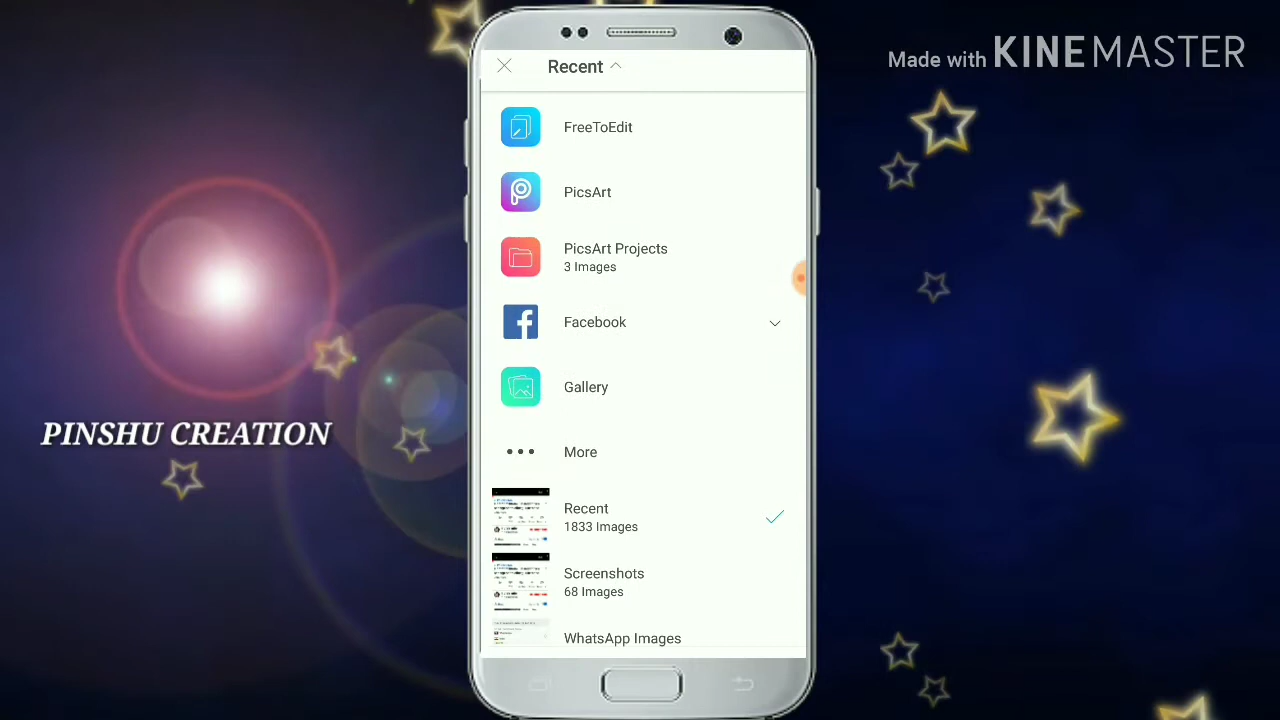 Made with KINEMASTER
Recent
FreeToEdit
PicsArt
PicsArt Projects
3 Images
Facebook
Gallery
More
Recent
1833 Images
Screenshots
68 Images
WhatsApp Images
PINSHU CREATION